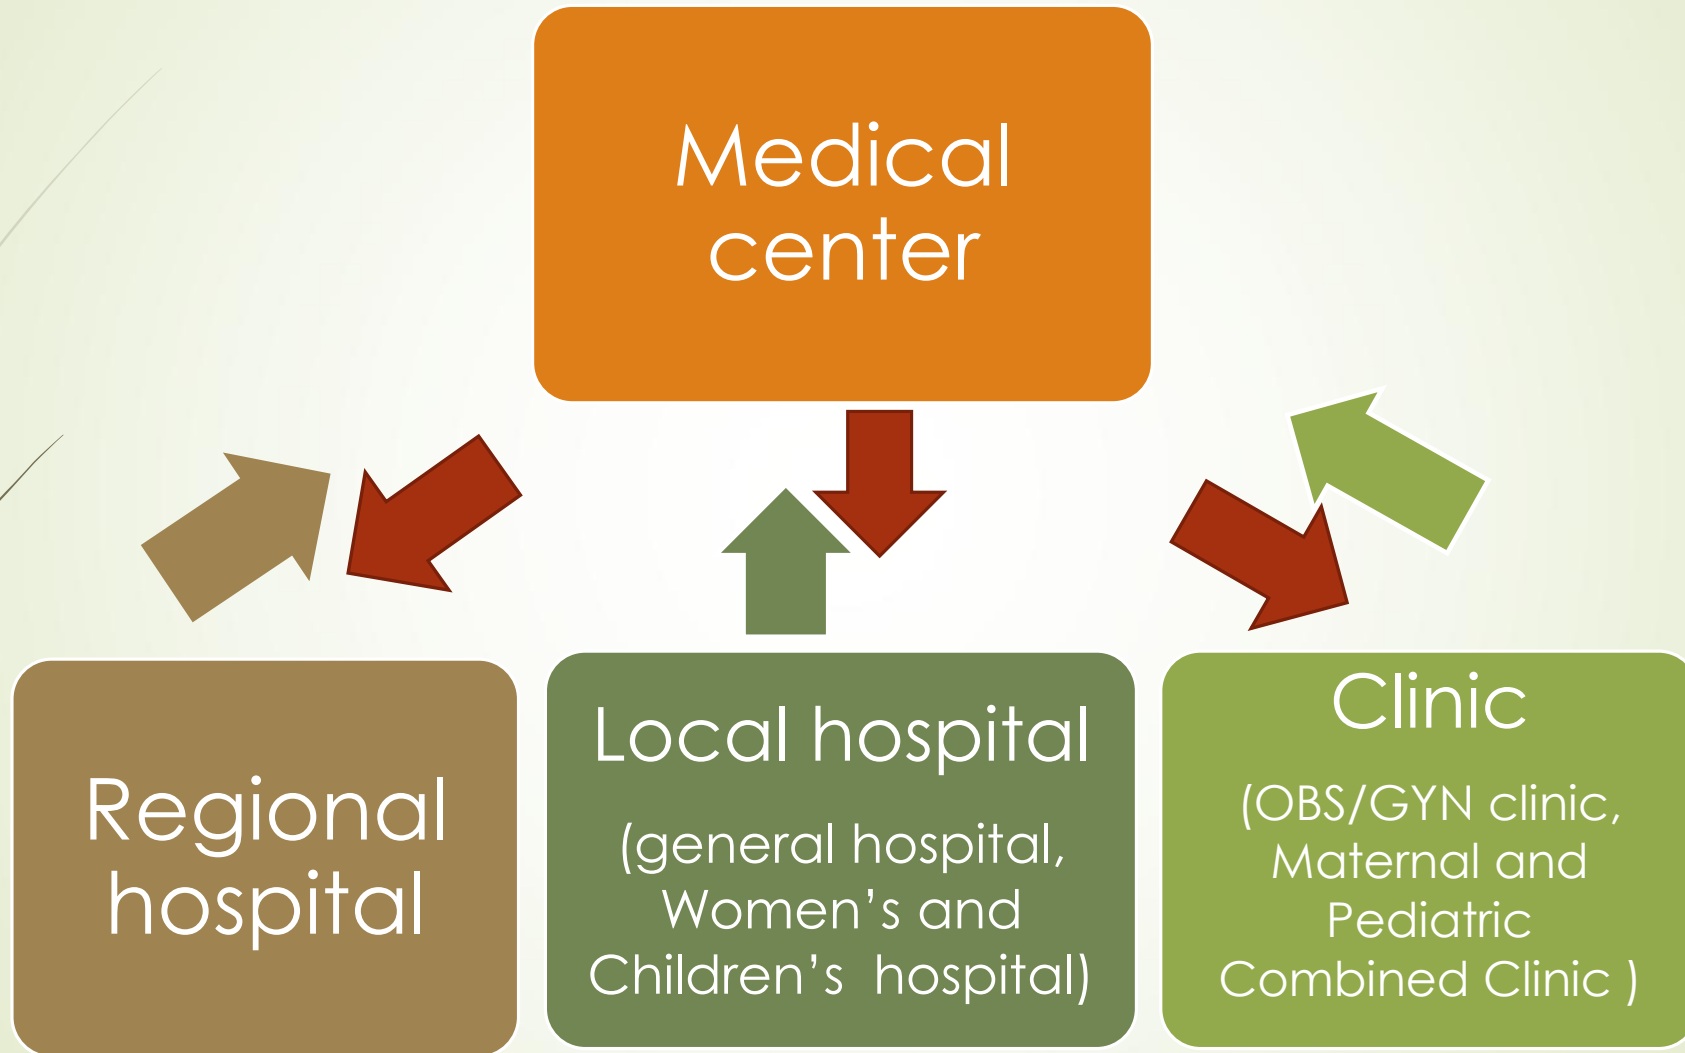 Medical
center
Regional
hospital
Local hospital
(general hospital,
Women’s and
Children’s  hospital)
Clinic
(OBS/GYN clinic,
Maternal and
Pediatric
Combined Clinic )